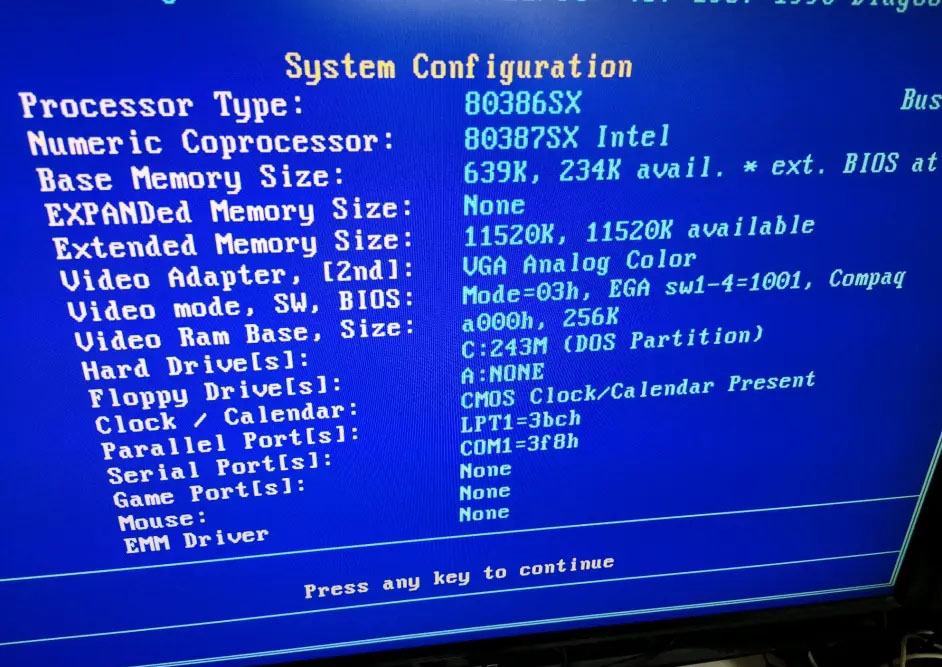 System Configuration
Processor Type: 80386SX Bus
Numeric Coprocessor: 80387SX Intel
Base Memory Size: 639K, 234K avail. * ext. BIOS at
EXPANDed Memory Size: None
Extended Memory Size: 11520K, 11520K available
Video Adapter, [2nd]: VGA Analog Color
Video mode, SW, BIOS: Mode=03h, EGA sw1-4=1001, Compaq
Video Ram Base, Size: a000h, 256K
Hard Drive[s]: C:243M (DOS Partition)
Floppy Drive[s]: A:NONE
Clock / Calendar: CMOS Clock/Calendar Present
Parallel Port[s]: LPT1=3bch
Serial Port[s]: COM1=3f8h
Game Port[s]: None
Mouse: None
EMM Driver None
Press any key to continue